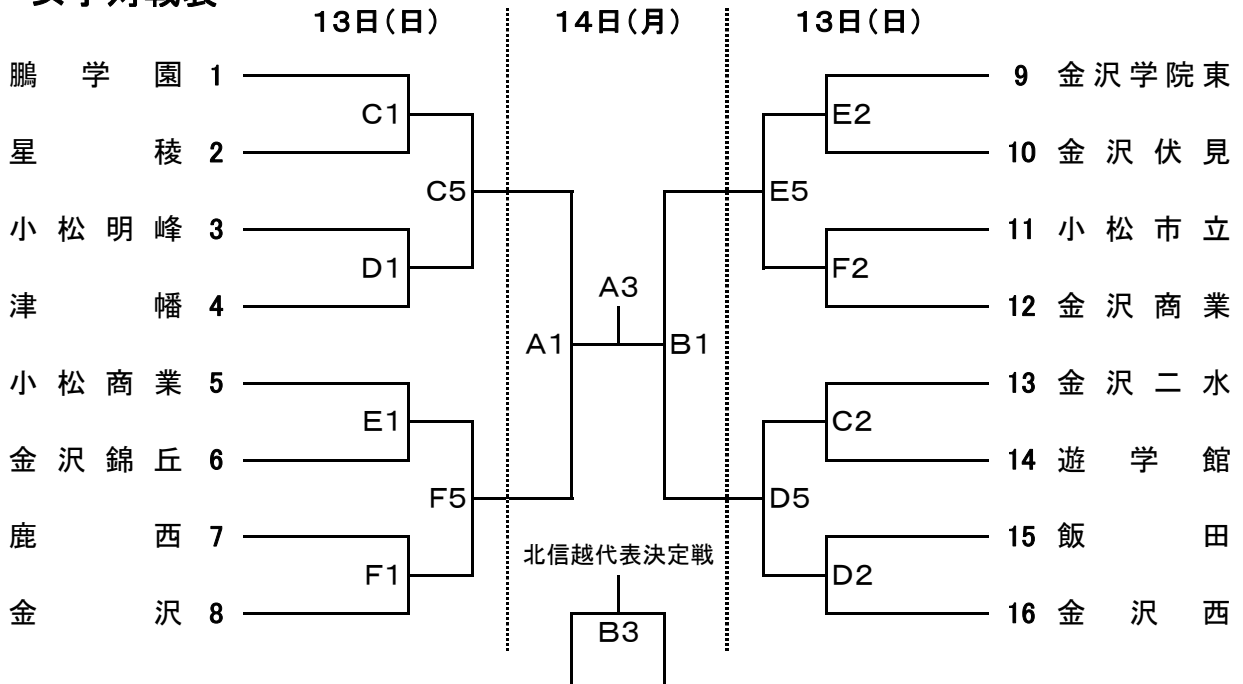 13日(日) 14日(月) 13日(日)
鵬学園 1
星稜 2
小松明峰 3
津幡 4
小松商業 5
金沢錦丘 6
鹿西 7
金沢 8
C1
D1
E1
F1
C5
F5
A1
A3
B1
北信越代表決定戦
B3
E5
D5
E2
F2
C2
D2
9 金沢学院東
10 金沢伏見
11 小松市立
12 金沢商業
13 金沢二水
14 遊学館
15 飯田
16 金沢西